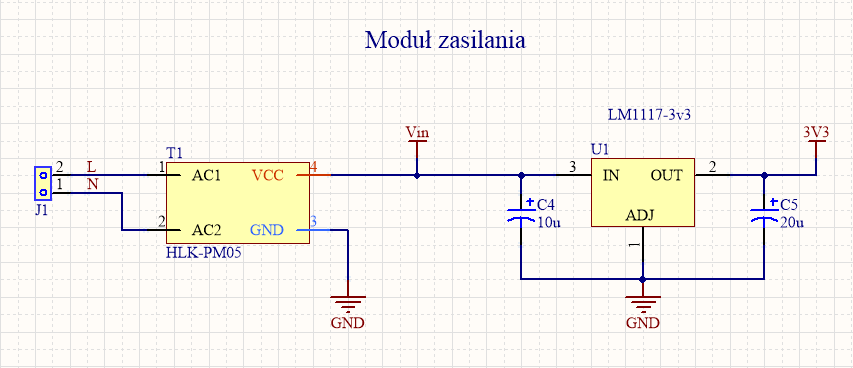 Moduł zasilania
LM1117-3v3
Vin
3V3
T1
U1
2
L
1
AC1
VCC
4
3
IN
OUT
2
1
N
J1
2
AC2
GND
3
ADJ
C4
10u
C5
20u
1
HLK-PM05
GND
GND